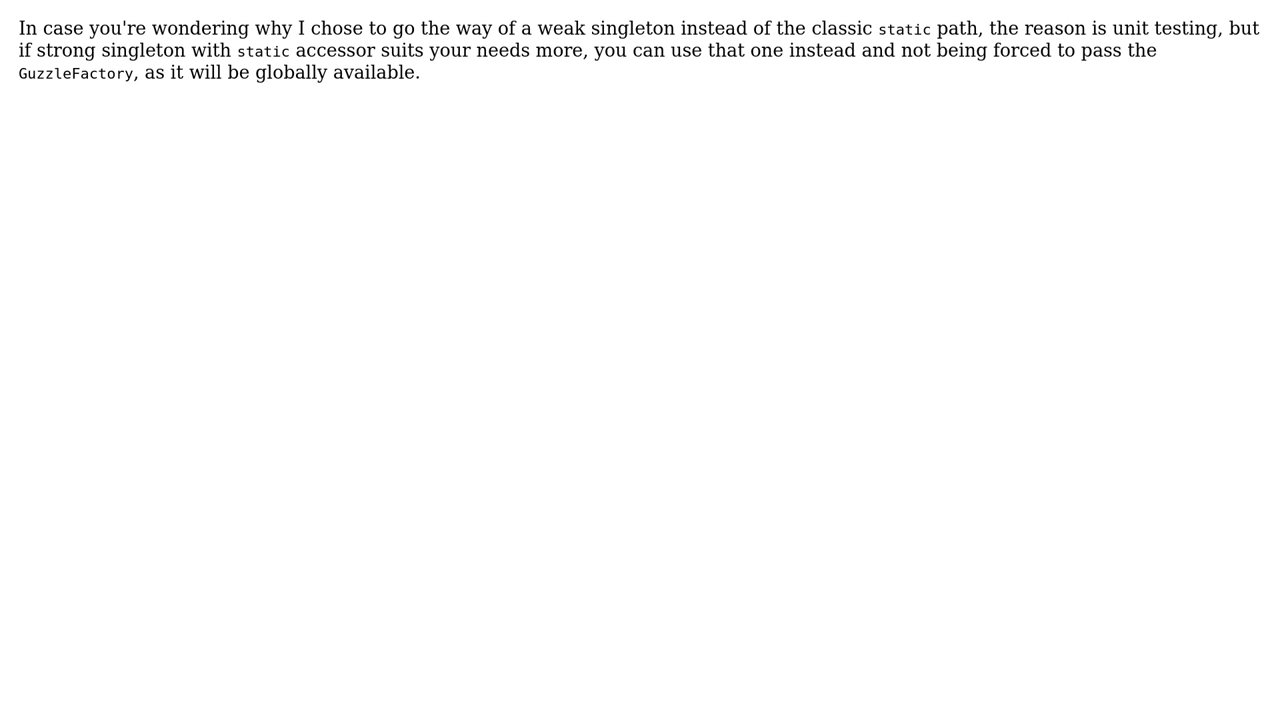 In case you're wondering why I chose to go the way of a weak singleton instead of the classic static path, the reason is unit testing, but
if strong singleton with static accessor suits your needs more, you can use that one instead and not being forced to pass the
GuzzleFactory, as it will be globally available.